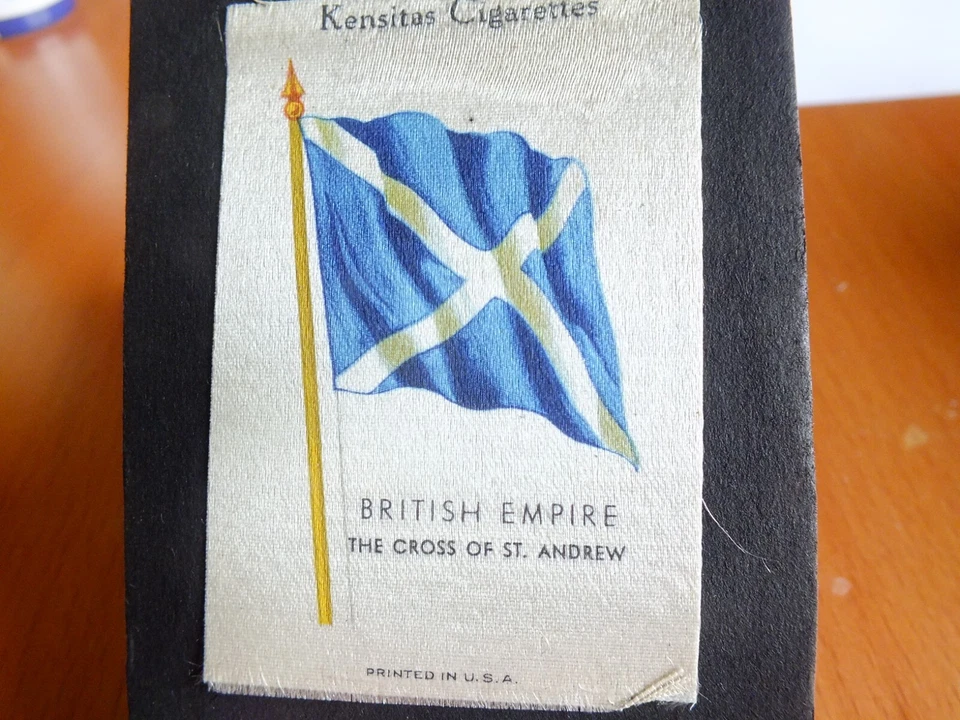 Kensitas Cigarettes
BRITISH EMPIRE
THE CROSS OF ST. ANDREW
PRINTED IN U.S.A.